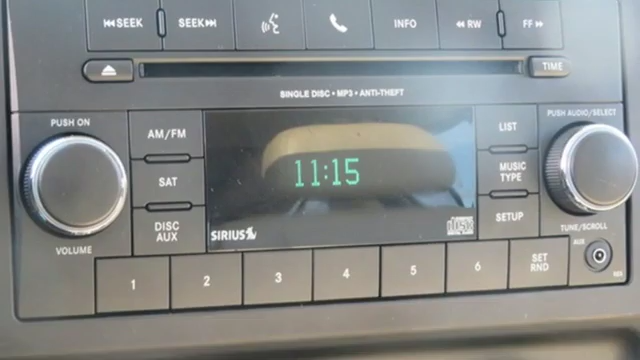 SEEK SEEK INFO RW FF
TIME
SINGLE DISC • MP3 • ANTI-THEFT
PUSH ON
AM/FM
SAT
DISC
AUX
VOLUME
11:15
SIRIUS
LIST
MUSIC
TYPE
SETUP
PUSH AUDIO/SELECT
TUNE/SCROLL
AUX
1 2 3 4 5 6 SET
RND